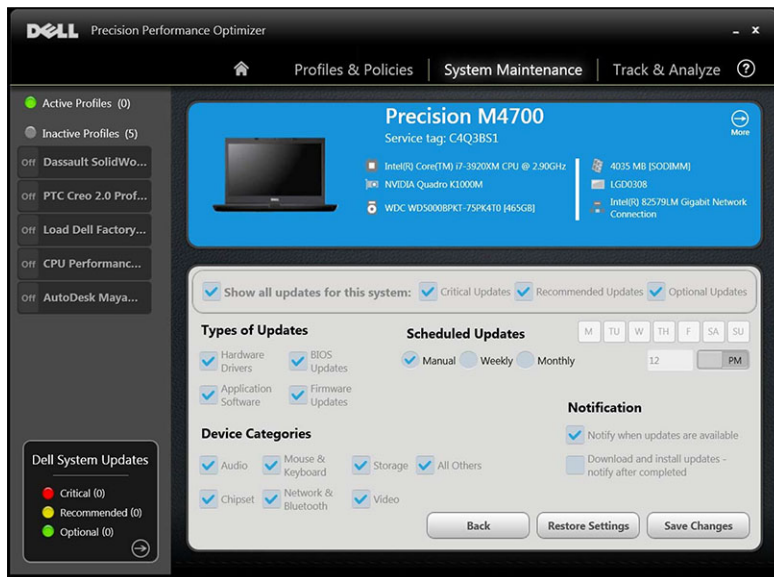 DELL Precision Performance Optimizer
Profiles & Policies System Maintenance Track & Analyze ?
Active Profiles (0)
Inactive Profiles (5)
Off Dassault SolidWo...
Off PTC Creo 2.0 Prof...
Off Load Dell Factory...
Off CPU Performanc...
Off AutoDesk Maya...
Dell System Updates
Critical (0)
Recommended (0)
Optional (0)
Precision M4700
Service tag: C4Q3BS1
More
Intel(R) Core(TM) i7-3920XM CPU @ 2.90GHz
NVIDIA Quadro K1000M
WDC WD5000BPKT-75PK4T0 [465GB]
4035 MB [SODIMM]
LGD0308
Intel(R) 82579LM Gigabit Network
Connection
Show all updates for this system: Critical Updates Recommended Updates Optional Updates
Types of Updates
Hardware
Drivers
BIOS
Updates
Application
Software
Firmware
Updates
Scheduled Updates
M TU W TH F SA SU
Manual Weekly Monthly
12 PM
Device Categories
Audio
Mouse &
Keyboard
Storage
All Others
Chipset
Network &
Bluetooth
Video
Notification
Notify when updates are available
Download and install updates -
notify after completed
Back Restore Settings Save Changes